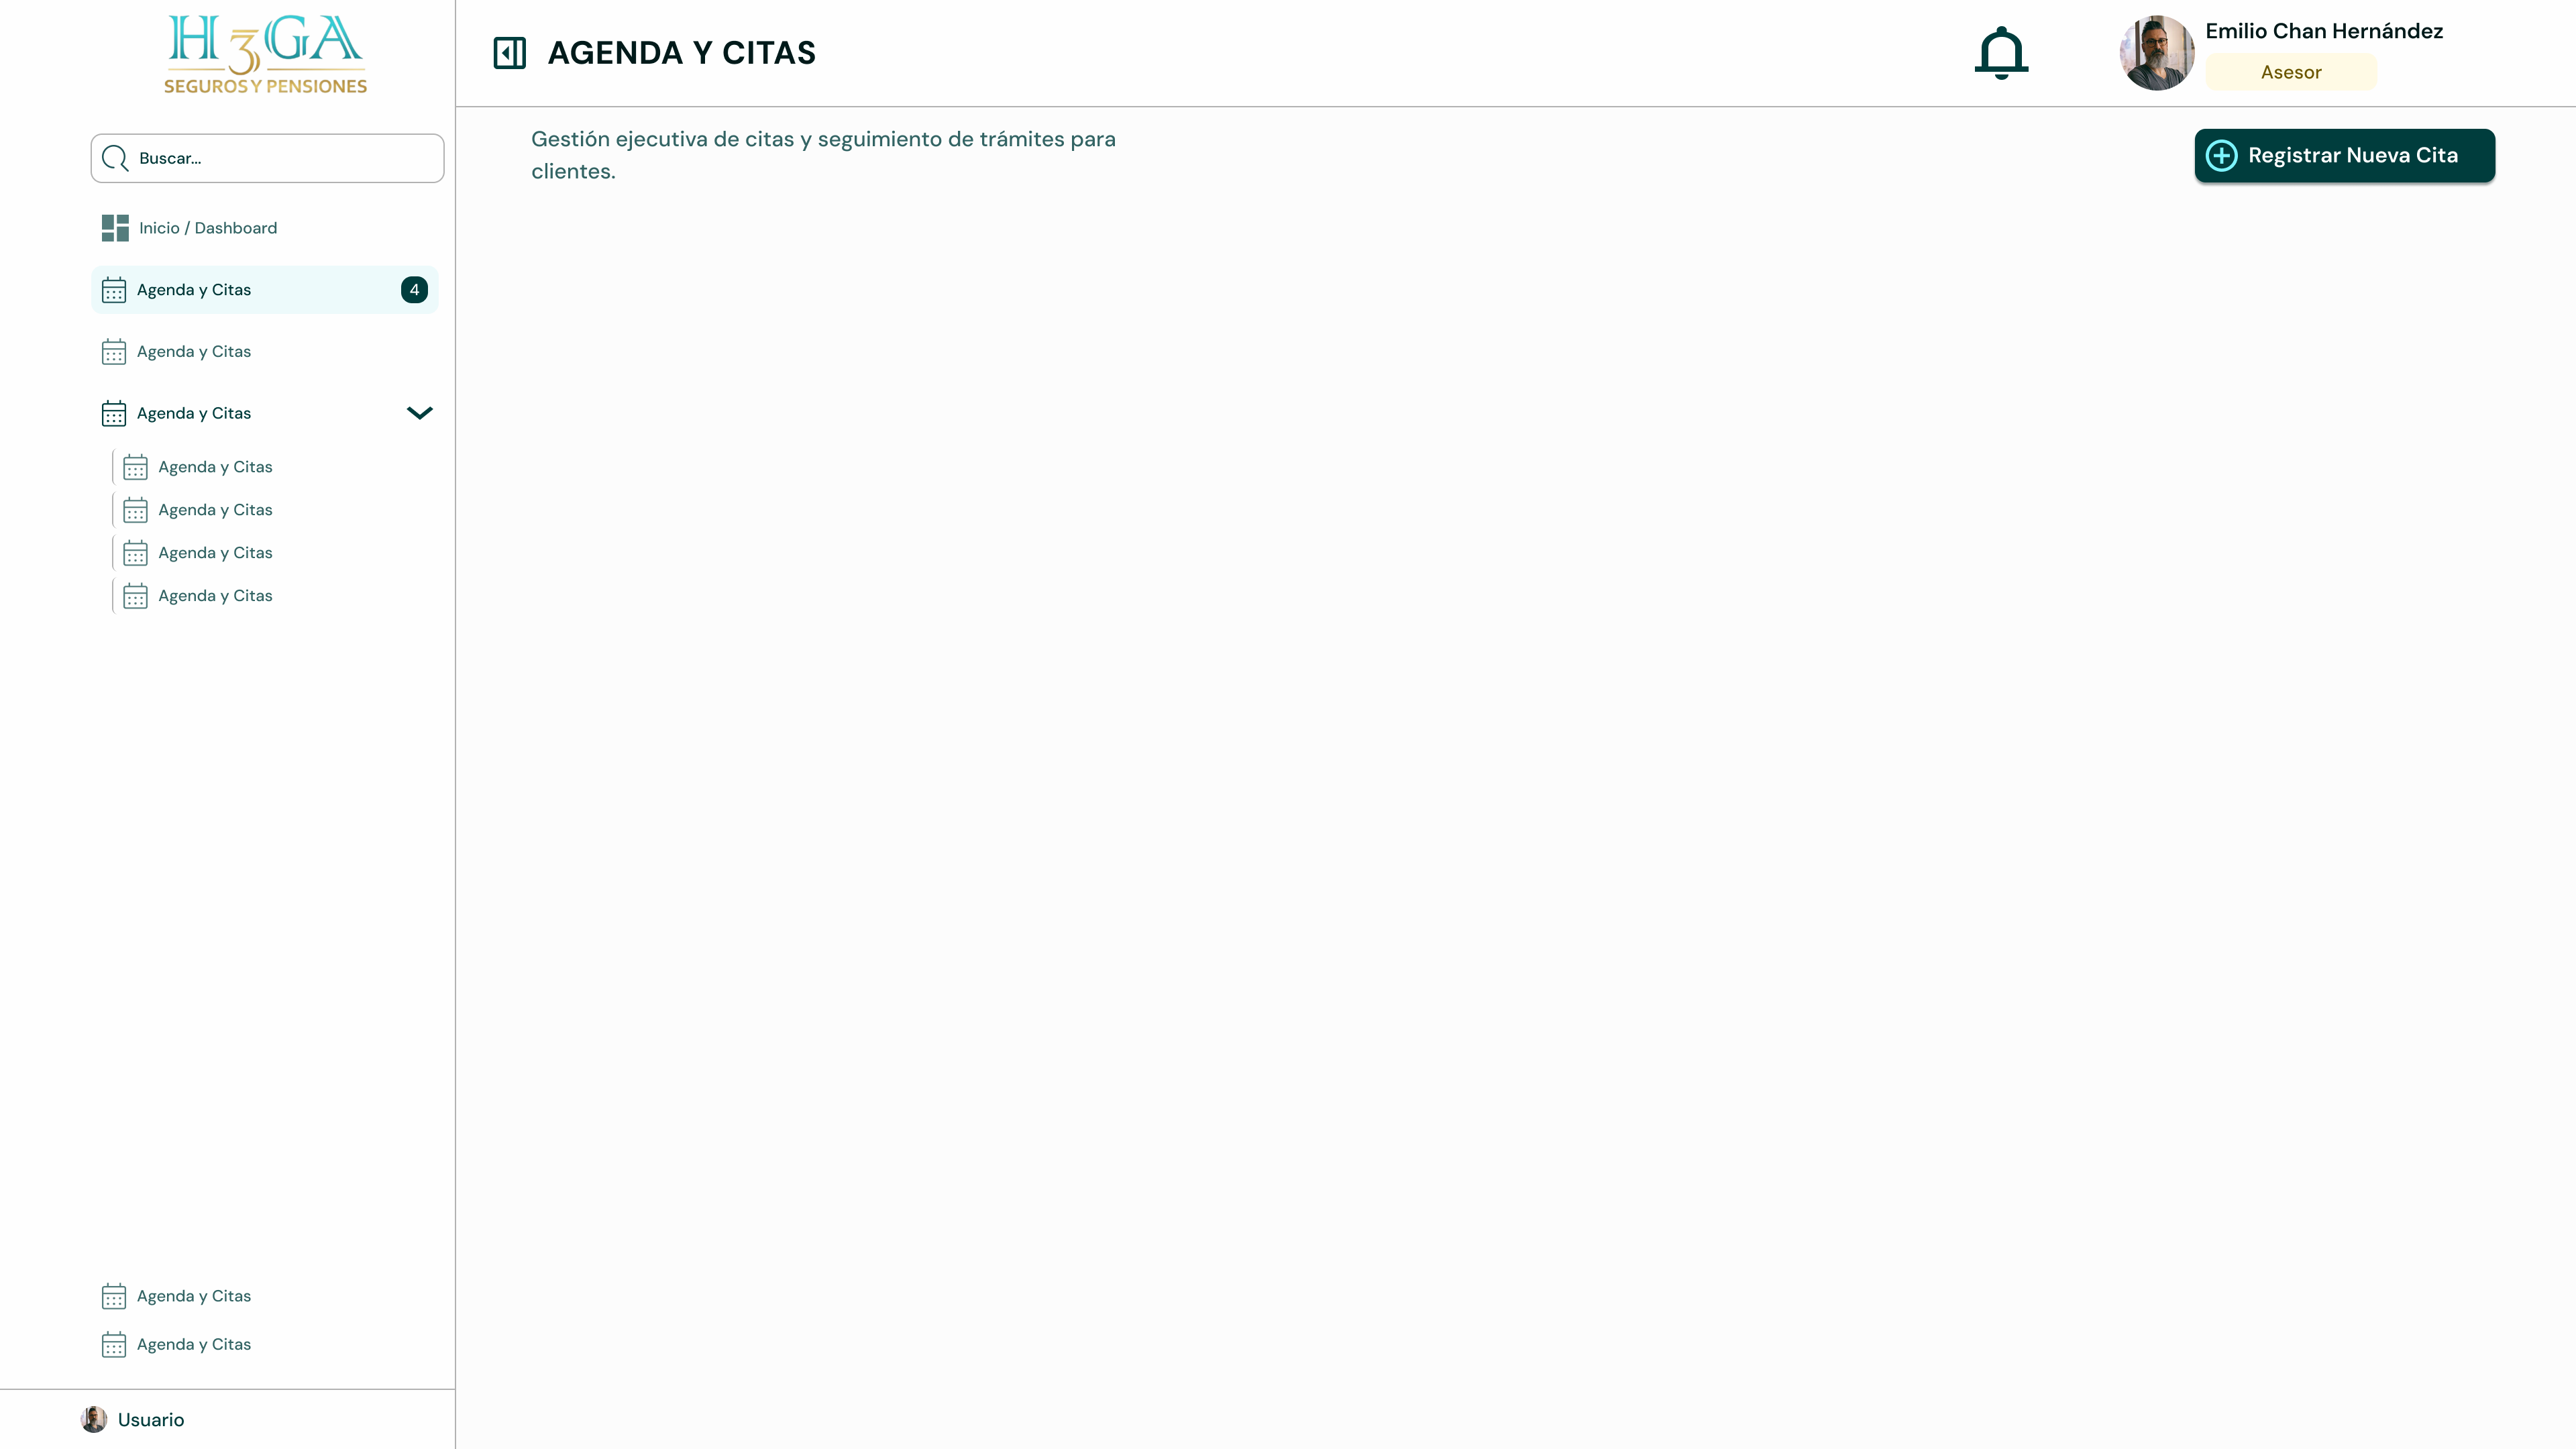 H3GA
SEGUROS Y PENSIONES
Buscar...
Inicio / Dashboard
Agenda y Citas
4
Agenda y Citas
Agenda y Citas
Agenda y Citas
Agenda y Citas
Agenda y Citas
Agenda y Citas
Agenda y Citas
Agenda y Citas
Usuario
AGENDA Y CITAS
Emilio Chan Hernández
Asesor
Gestión ejecutiva de citas y seguimiento de trámites para
clientes.
Registrar Nueva Cita